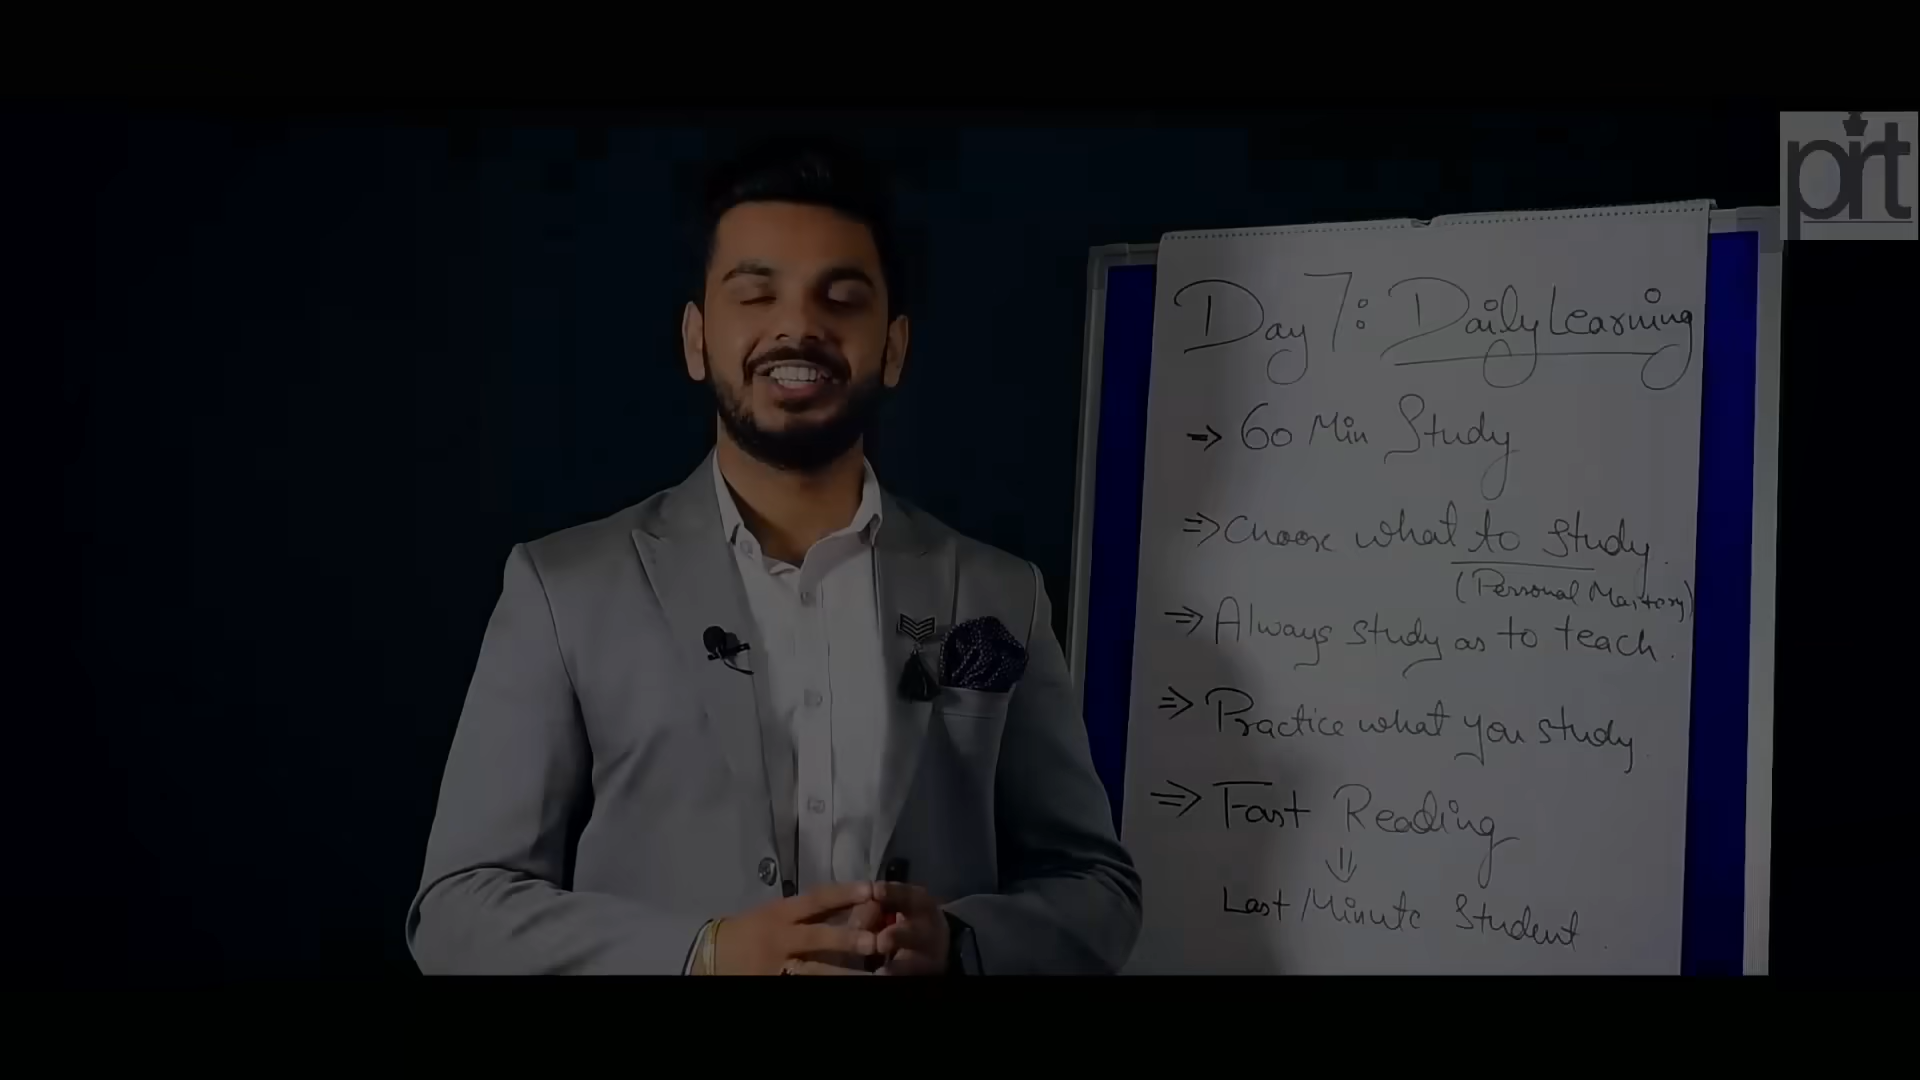 prt
Day 7: Daily Learning
→ 60 Min Study
⇒ Choose what to study.
(Personal Mastery)
⇒ Always study as to teach.
⇒ Practice what you study.
⇒ Fast Reading
⇓
Last Minute Student.